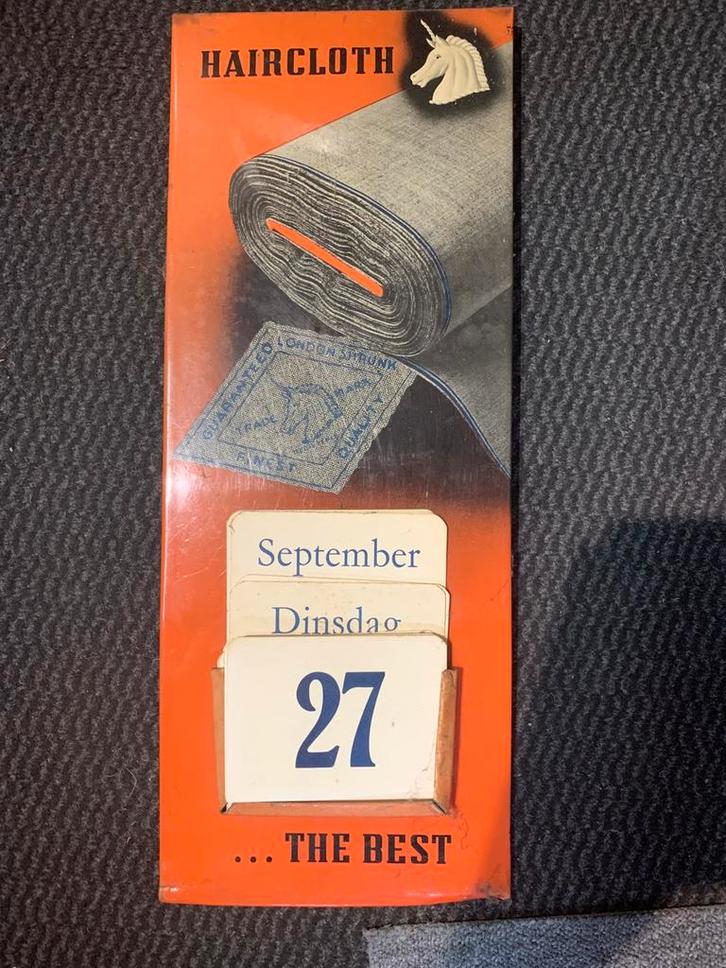 HAIRCLOTH
LONDON SHRUNK
GUARANTEED
TRADE MARK
QUALITY
FINEST
September
Dinsdag
27
... THE BEST